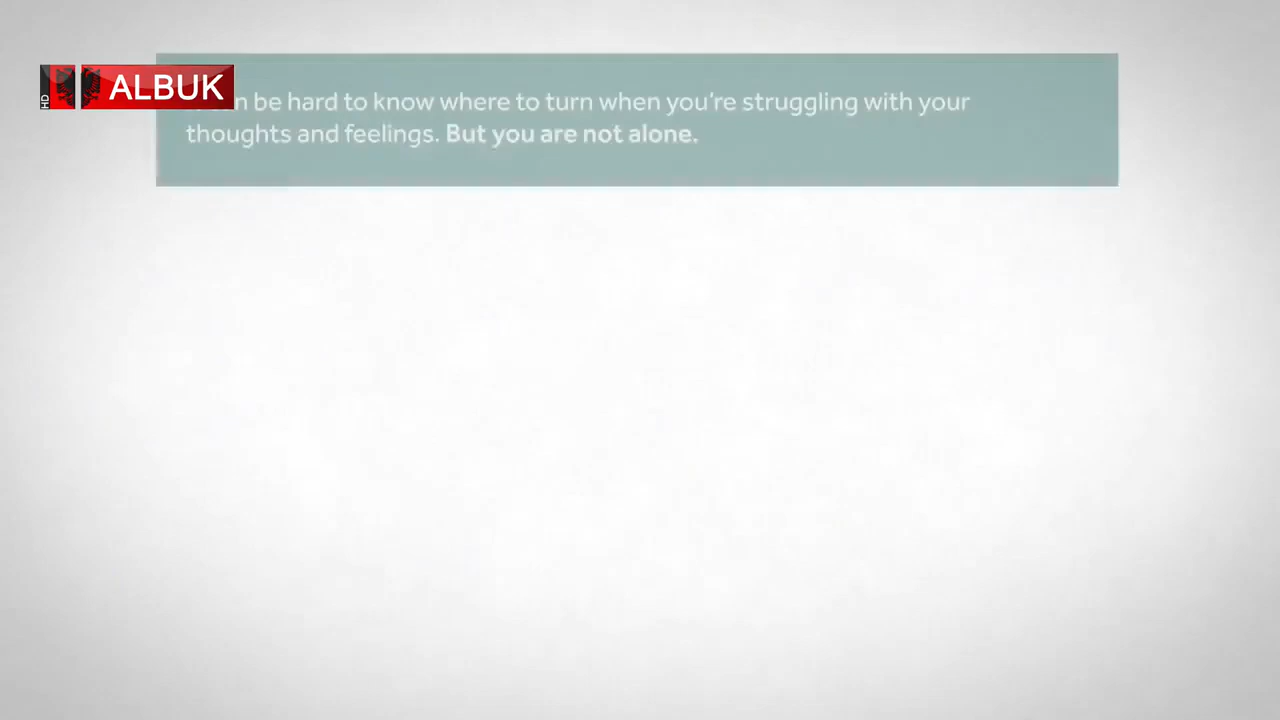 HD
ALBUK
n be hard to know where to turn when you're struggling with your
thoughts and feelings. But you are not alone.